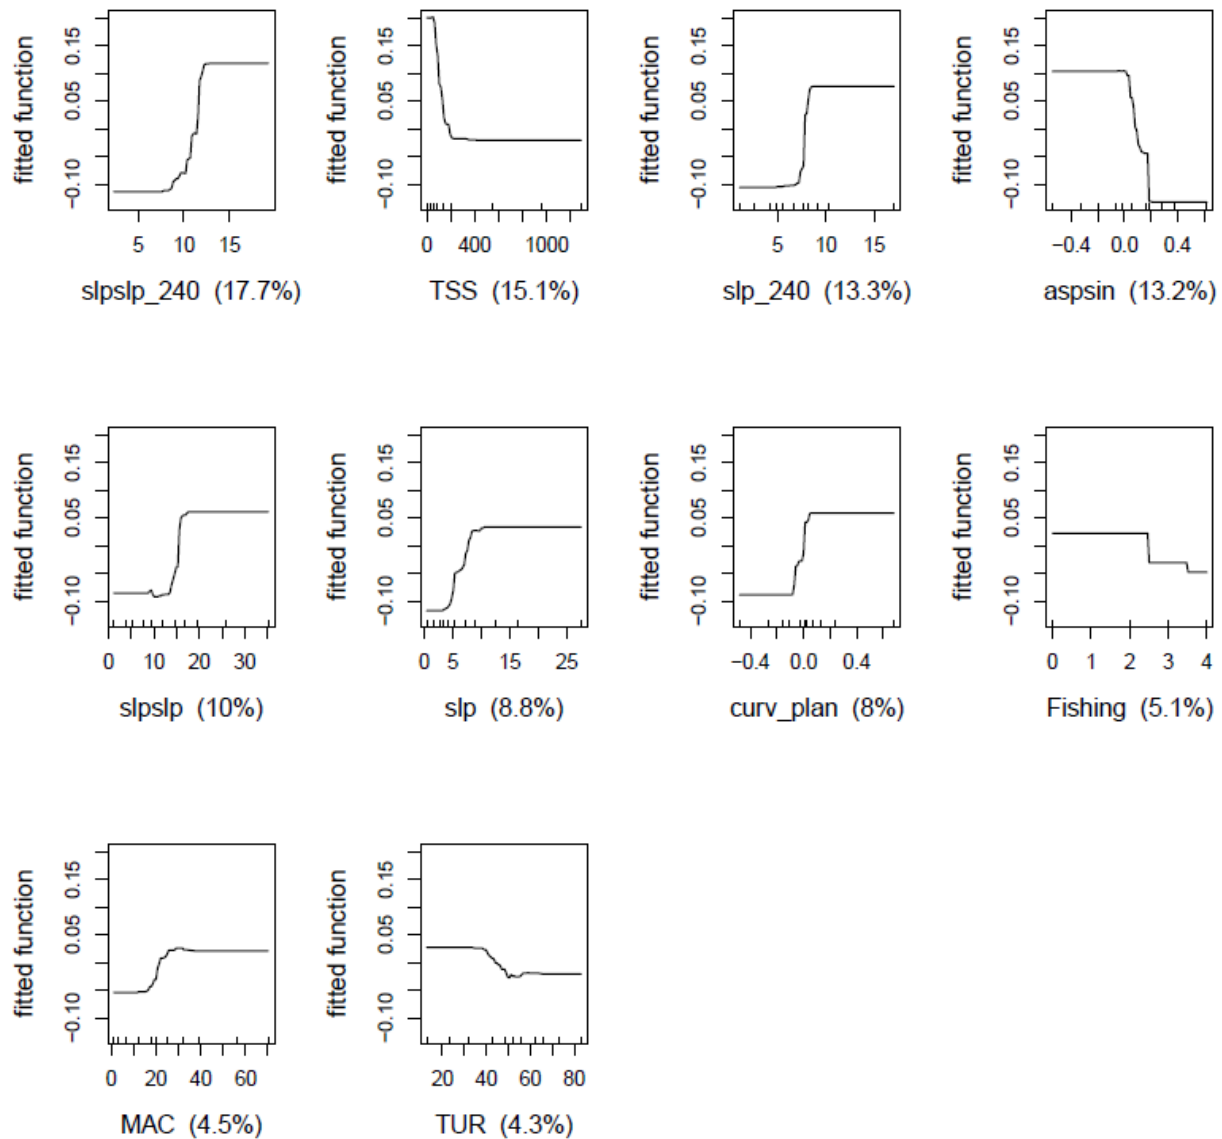 fitted function
0.15
0.05
−0.10
5 10 15
slpslp_240 (17.7%)
fitted function
0.15
0.05
−0.10
0 400 1000
TSS (15.1%)
fitted function
0.15
0.05
−0.10
5 10 15
slp_240 (13.3%)
fitted function
0.15
0.05
−0.10
−0.4 0.0 0.4
aspsin (13.2%)
fitted function
0.15
0.05
−0.10
0 10 20 30
slpslp (10%)
fitted function
0.15
0.05
−0.10
0 5 15 25
slp (8.8%)
fitted function
0.15
0.05
−0.10
−0.4 0.0 0.4
curv_plan (8%)
fitted function
0.15
0.05
−0.10
0 1 2 3 4
Fishing (5.1%)
fitted function
0.15
0.05
−0.10
0 20 40 60
MAC (4.5%)
fitted function
0.15
0.05
−0.10
20 40 60 80
TUR (4.3%)